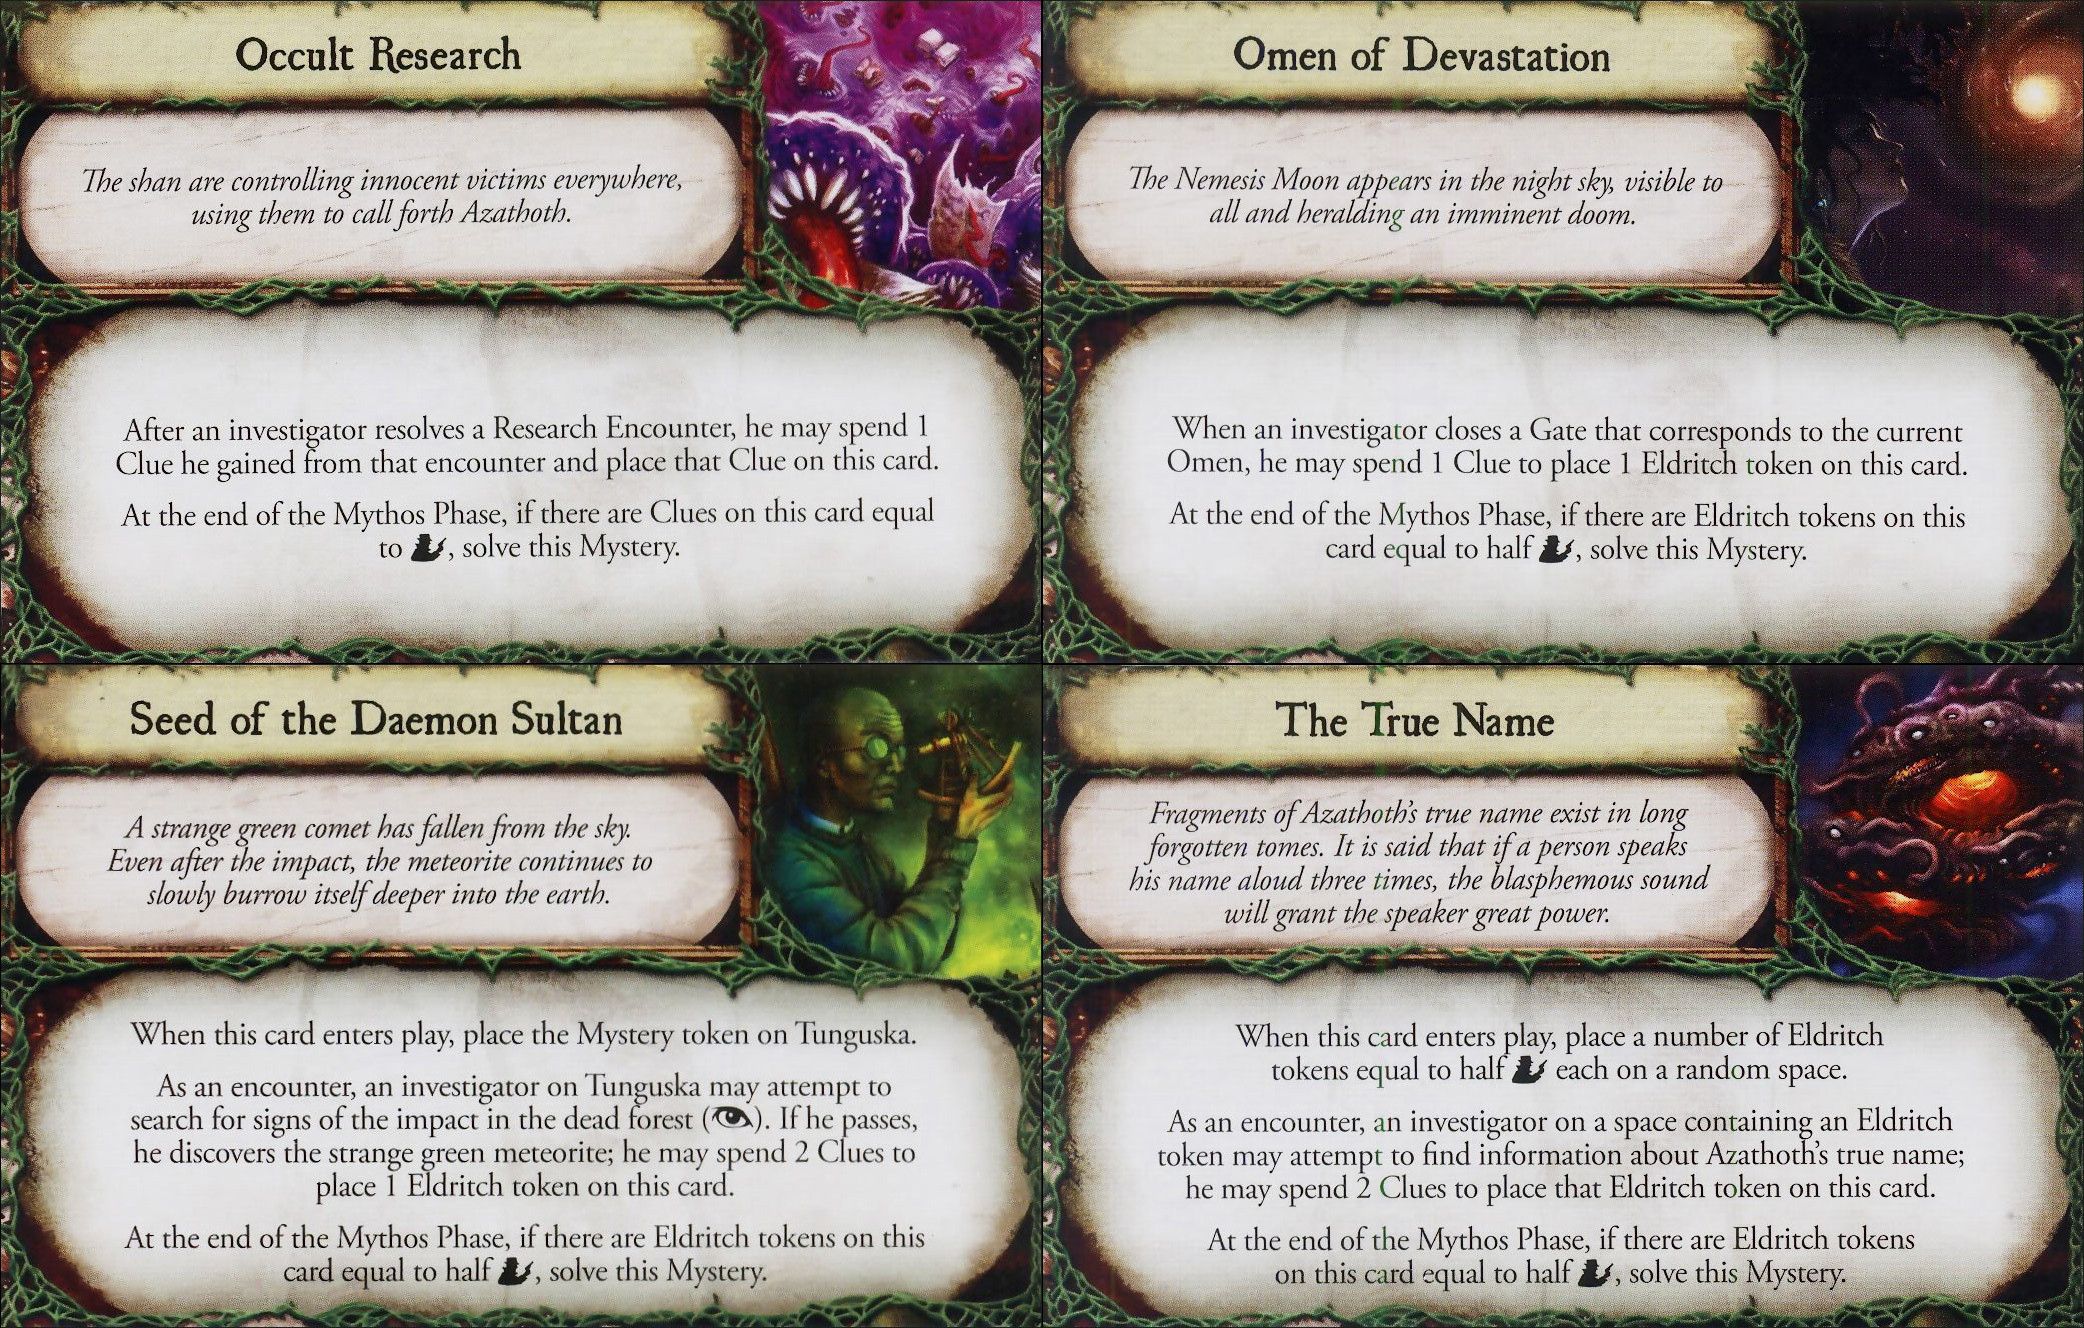 Occult Research
The shan are controlling innocent victims everywhere,
using them to call forth Azathoth.
After an investigator resolves a Research Encounter, he may spend 1
Clue he gained from that encounter and place that Clue on this card.
At the end of the Mythos Phase, if there are Clues on this card equal
to , solve this Mystery.
Omen of Devastation
The Nemesis Moon appears in the night sky, visible to
all and heralding an imminent doom.
When an investigator closes a Gate that corresponds to the current
Omen, he may spend 1 Clue to place 1 Eldritch token on this card.
At the end of the Mythos Phase, if there are Eldritch tokens on this
card equal to half , solve this Mystery.
Seed of the Daemon Sultan
A strange green comet has fallen from the sky.
Even after the impact, the meteorite continues to
slowly burrow itself deeper into the earth.
When this card enters play, place the Mystery token on Tunguska.
As an encounter, an investigator on Tunguska may attempt to
search for signs of the impact in the dead forest (). If he passes,
he discovers the strange green meteorite; he may spend 2 Clues to
place 1 Eldritch token on this card.
At the end of the Mythos Phase, if there are Eldritch tokens on this
card equal to half , solve this Mystery.
The True Name
Fragments of Azathoth's true name exist in long
forgotten tomes. It is said that if a person speaks
his name aloud three times, the blasphemous sound
will grant the speaker great power.
When this card enters play, place a number of Eldritch
tokens equal to half each on a random space.
As an encounter, an investigator on a space containing an Eldritch
token may attempt to find information about Azathoth's true name;
he may spend 2 Clues to place that Eldritch token on this card.
At the end of the Mythos Phase, if there are Eldritch tokens
on this card equal to half , solve this Mystery.